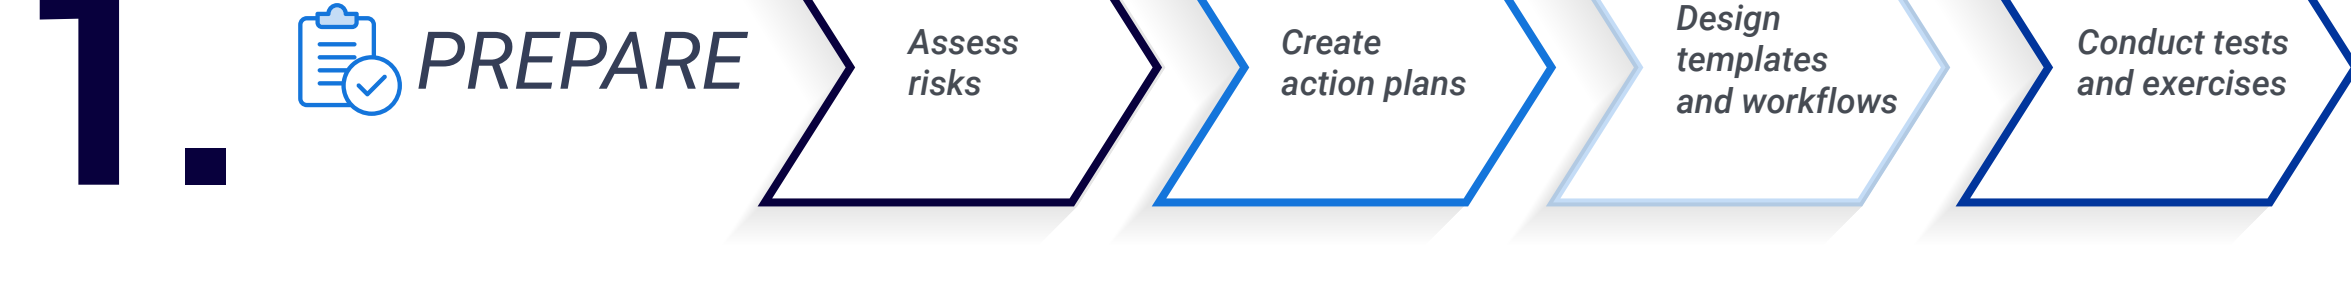 1.
PREPARE
Assess
risks
Create
action plans
Design
templates
and workflows
Conduct tests
and exercises